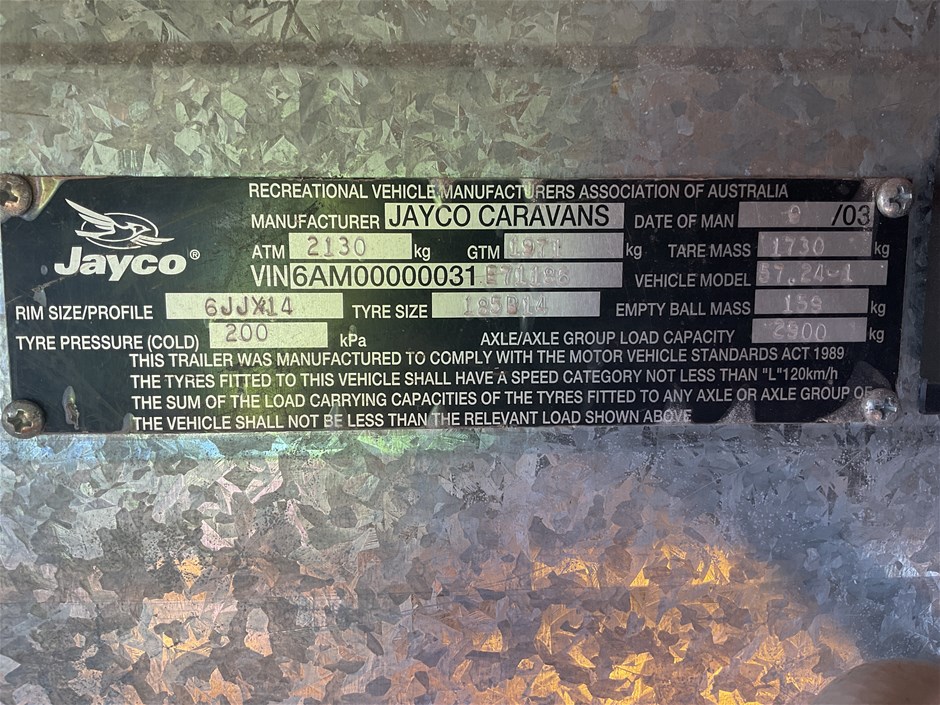 RECREATIONAL VEHICLE MANUFACTURERS ASSOCIATION OF AUSTRALIA
MANUFACTURER JAYCO CARAVANS DATE OF MAN /03
Jayco®
ATM 2130 kg GTM 1971 kg TARE MASS 1730 kg
VIN 6AM00000031 VEHICLE MODEL 57.24-1
RIM SIZE/PROFILE 6JJX14 TYRE SIZE 185B14 EMPTY BALL MASS 159 kg
TYRE PRESSURE (COLD) 200 kPa AXLE/AXLE GROUP LOAD CAPACITY 2900 kg
THIS TRAILER WAS MANUFACTURED TO COMPLY WITH THE MOTOR VEHICLE STANDARDS ACT 1989
THE TYRES FITTED TO THIS VEHICLE SHALL HAVE A SPEED CATEGORY NOT LESS THAN "L"120km/h
THE SUM OF THE LOAD CARRYING CAPACITIES OF THE TYRES FITTED TO ANY AXLE OR AXLE GROUP OF
THE VEHICLE SHALL NOT BE LESS THAN THE RELEVANT LOAD SHOWN ABOVE